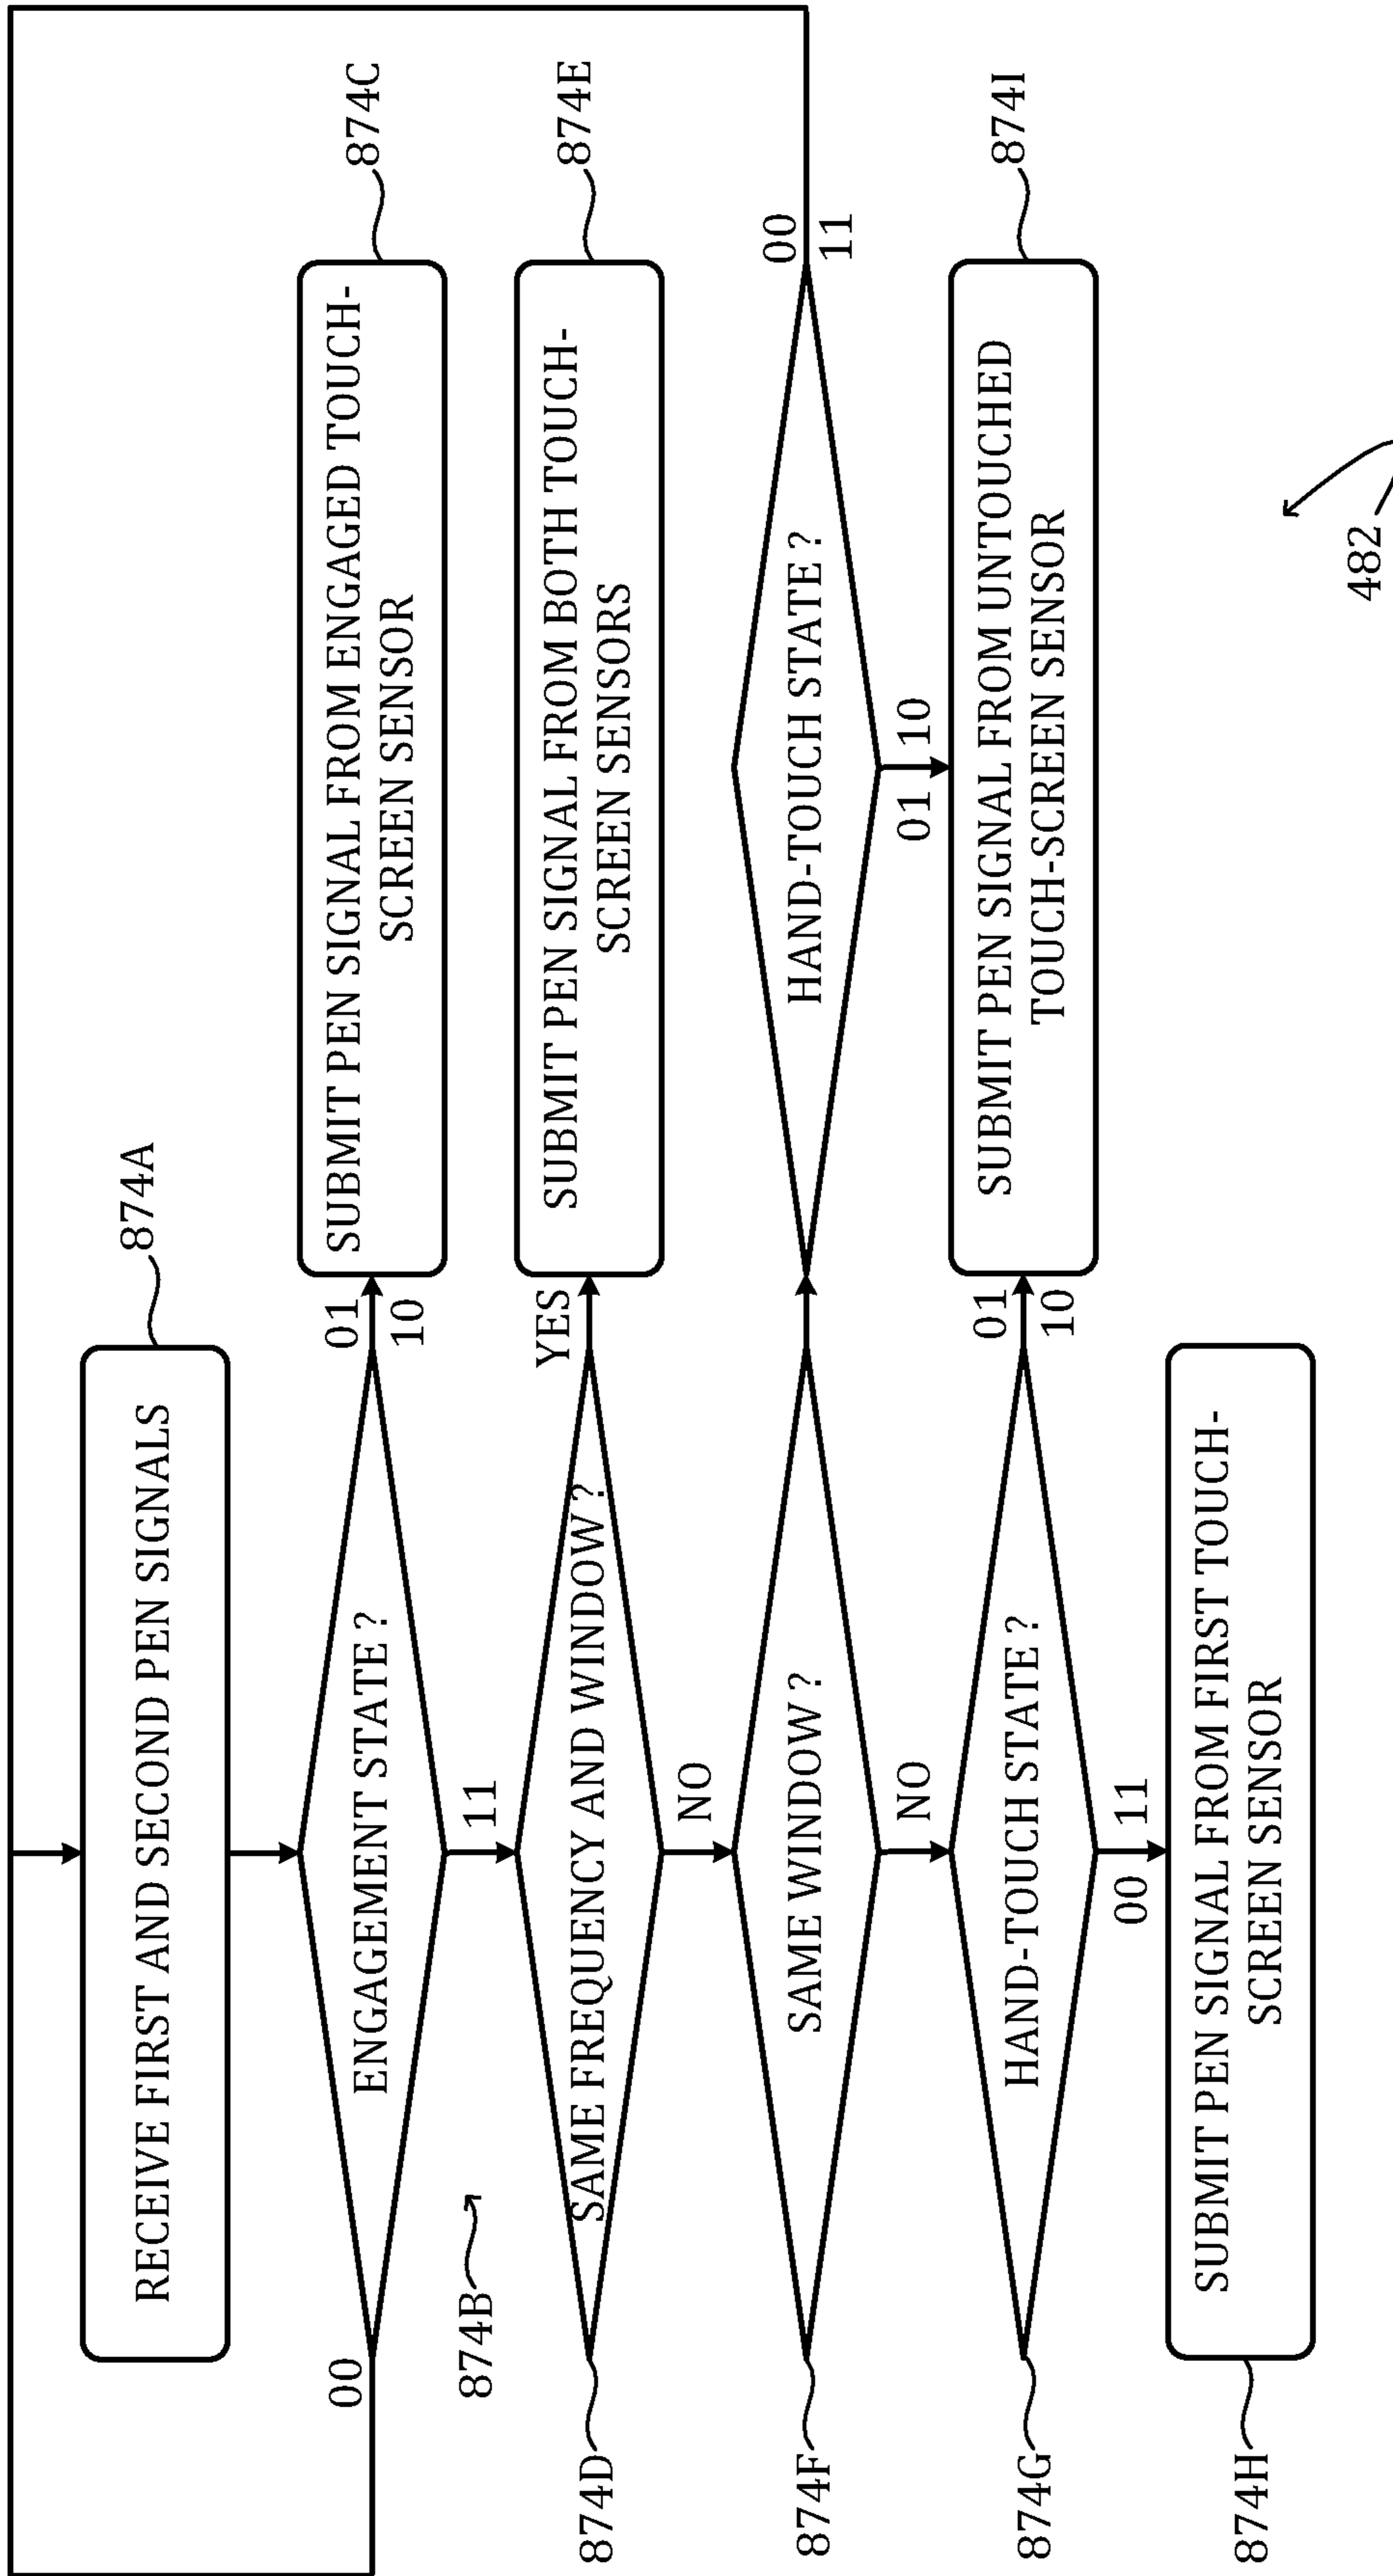 874A
RECEIVE FIRST AND SECOND PEN SIGNALS
00
ENGAGEMENT STATE ?
01
10
SUBMIT PEN SIGNAL FROM ENGAGED TOUCH-
SCREEN SENSOR
874C
874B
11
SAME FREQUENCY AND WINDOW ?
YES
SUBMIT PEN SIGNAL FROM BOTH TOUCH-
SCREEN SENSORS
874E
874D
NO
SAME WINDOW ?
HAND-TOUCH STATE ?
00
11
874F
NO
01 10
HAND-TOUCH STATE ?
01
10
SUBMIT PEN SIGNAL FROM UNTOUCHED
TOUCH-SCREEN SENSOR
874I
874G
00 11
SUBMIT PEN SIGNAL FROM FIRST TOUCH-
SCREEN SENSOR
874H
482